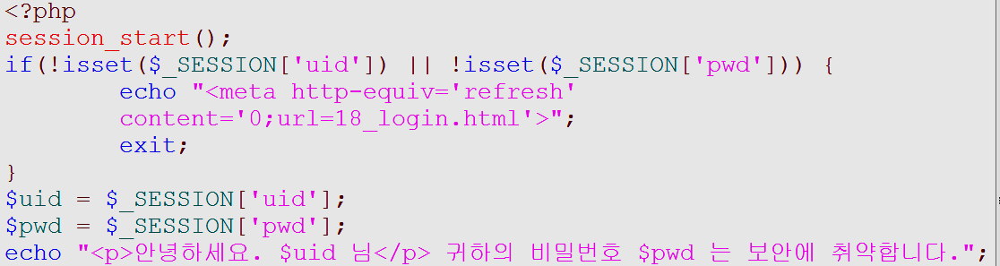 <?php
session_start();
if(!isset($_SESSION['uid']) || !isset($_SESSION['pwd'])) {
        echo "<meta http-equiv='refresh'
        content='0;url=18_login.html'>";
        exit;
}
$uid = $_SESSION['uid'];
$pwd = $_SESSION['pwd'];
echo "<p>안녕하세요. $uid 님</p> 귀하의 비밀번호 $pwd 는 보안에 취약합니다.";